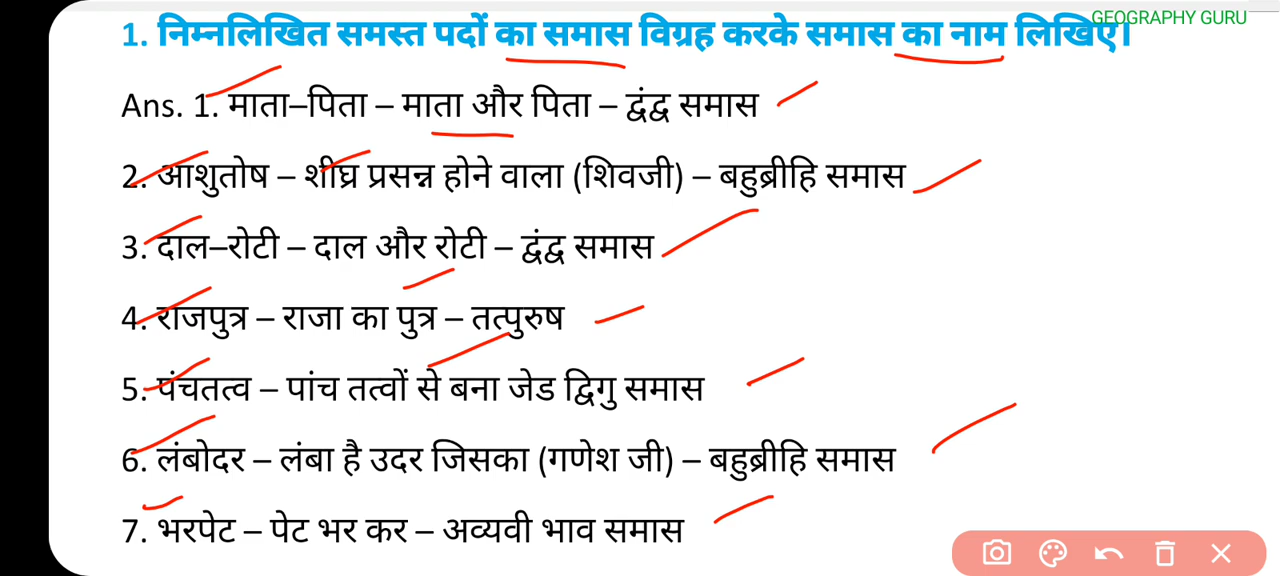 GEOGRAPHY GURU
1. निम्नलिखित समस्त पदों का समास विग्रह करके समास का नाम लिखिए।
Ans. 1. माता–पिता – माता और पिता – द्वंद्व समास
2. आशुतोष – शीघ्र प्रसन्न होने वाला (शिवजी) – बहुब्रीहि समास
3. दाल–रोटी – दाल और रोटी – द्वंद्व समास
4. राजपुत्र – राजा का पुत्र – तत्पुरुष
5. पंचतत्व – पांच तत्वों से बना जेड द्विगु समास
6. लंबोदर – लंबा है उदर जिसका (गणेश जी) – बहुब्रीहि समास
7. भरपेट – पेट भर कर – अव्यवी भाव समास